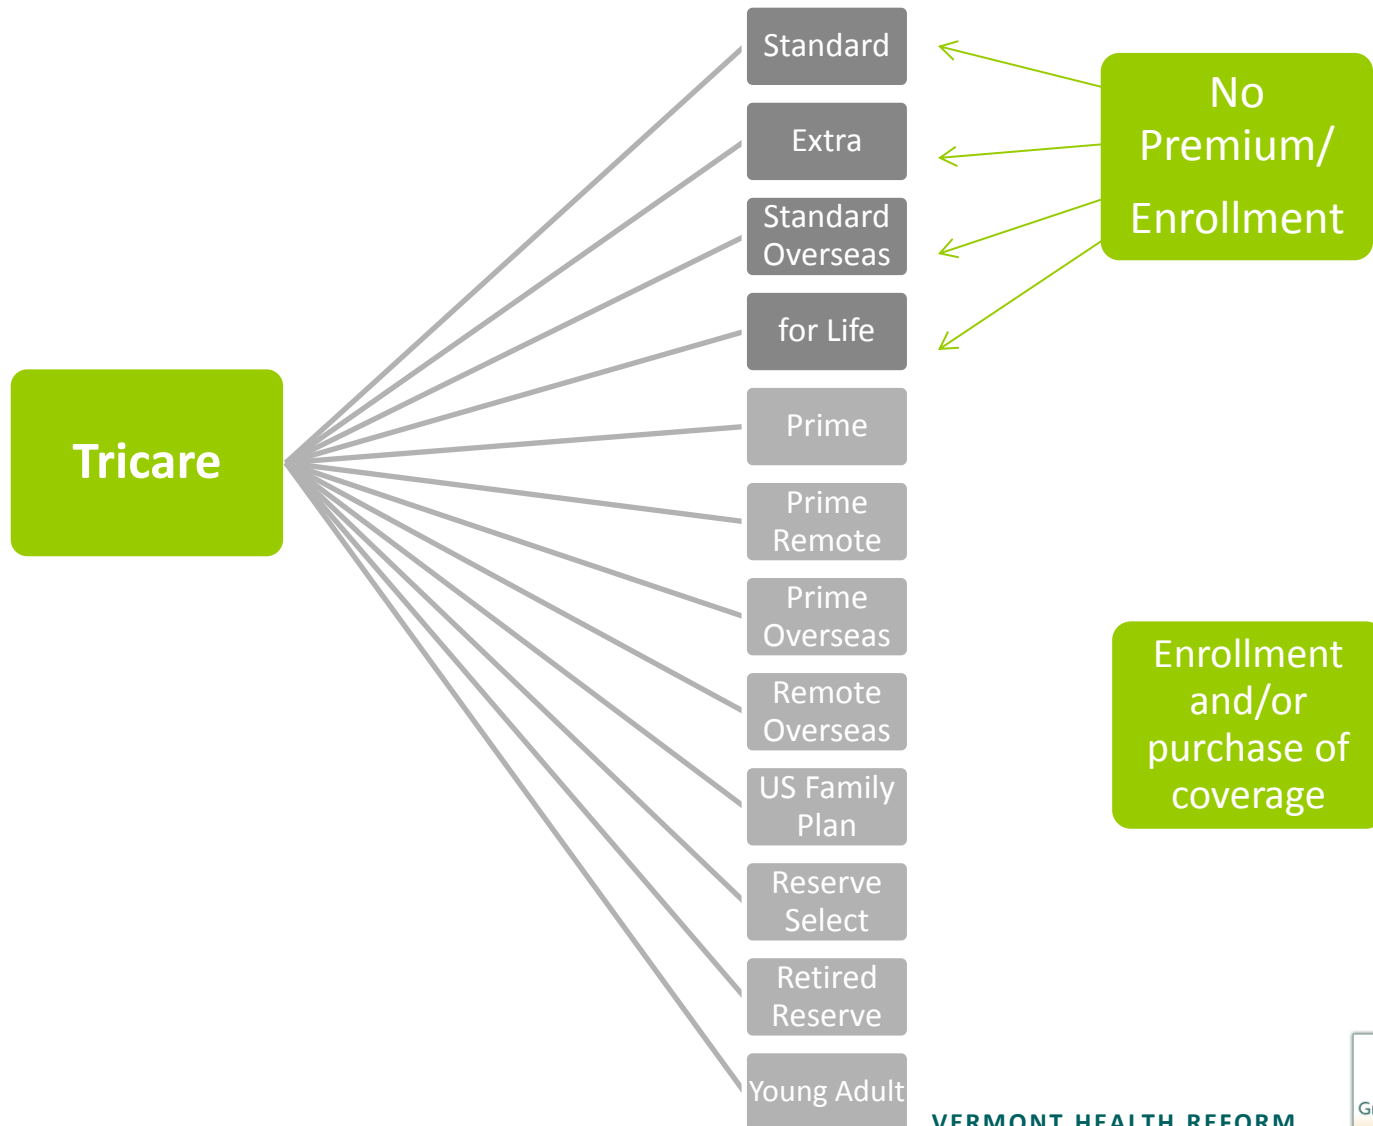 Standard
Extra
Standard
Overseas
for Life
Prime
Prime
Remote
Prime
Overseas
Remote
Overseas
US Family
Plan
Reserve
Select
Retired
Reserve
Young Adult
Tricare
No
Premium/
Enrollment
Enrollment
and/or
purchase of
coverage
VERMONT HEALTH REFORM